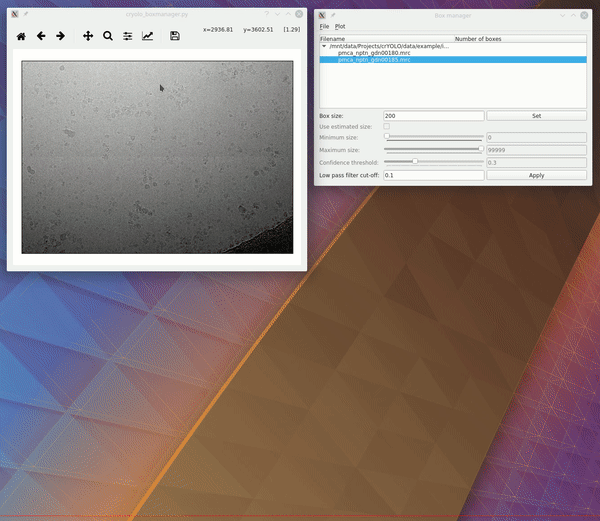 cryolo_boxmanager.py
x=2936.81 y=3602.51 [1.29]
Box manager
File Plot
Filename Number of boxes
/mnt/data/Projects/crYOLO/data/example/i...
pmca_nptn_gdn00180.mrc
pmca_nptn_gdn00185.mrc
Box size: 200 Set
Use estimated size:
Minimum size: 0
Maximum size: 99999
Confidence threshold: 0.3
Low pass filter cut-off: 0.1 Apply